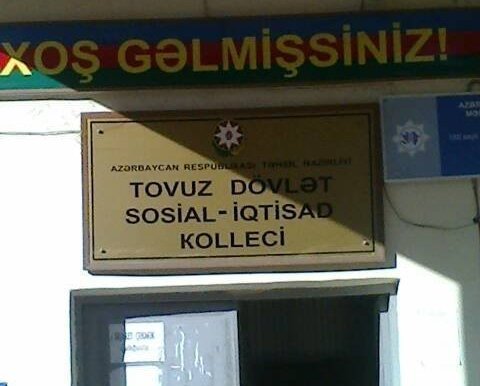 XOŞ GƏLMİŞSİNİZ!
AZƏRBAYCAN RESPUBLİKASI TƏHSİL NAZİRLİYİ
TOVUZ DÖVLƏT
SOSİAL-İQTİSAD
KOLLECİ